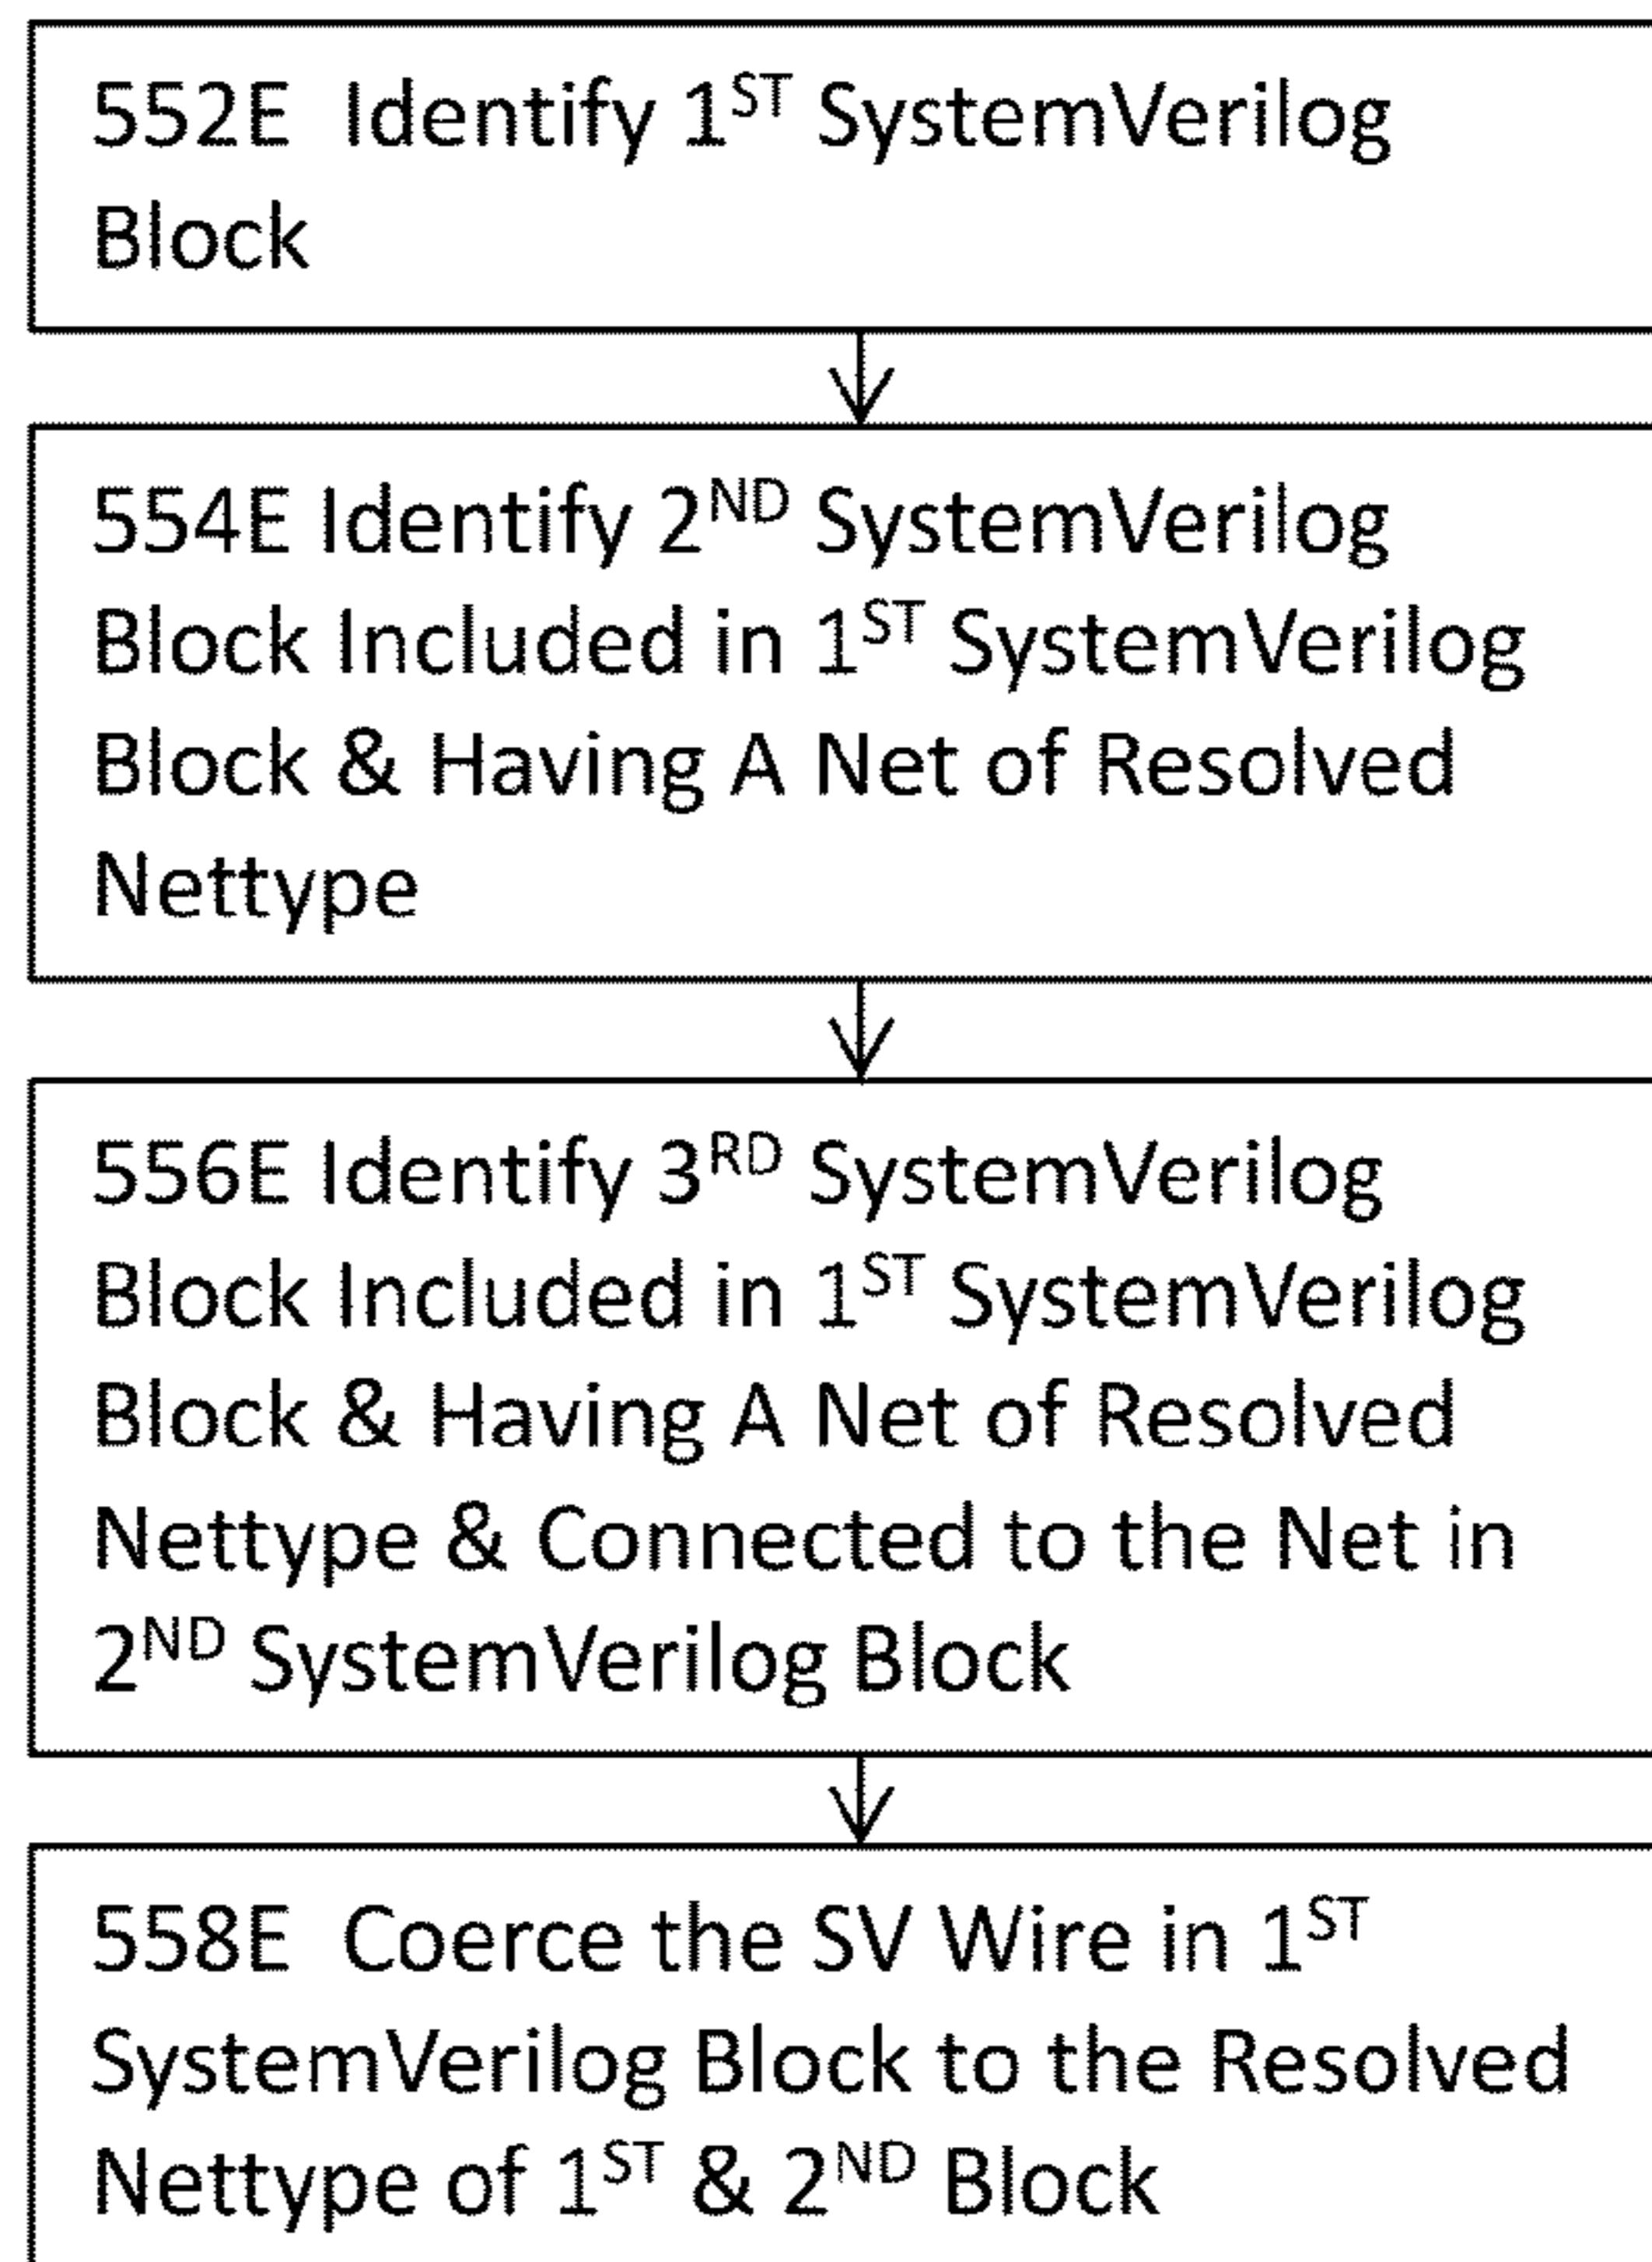 552E Identify 1ST SystemVerilog
Block
554E Identify 2ND SystemVerilog
Block Included in 1ST SystemVerilog
Block & Having A Net of Resolved
Nettype
556E Identify 3RD SystemVerilog
Block Included in 1ST SystemVerilog
Block & Having A Net of Resolved
Nettype & Connected to the Net in
2ND SystemVerilog Block
558E Coerce the SV Wire in 1ST
SystemVerilog Block to the Resolved
Nettype of 1ST & 2ND Block